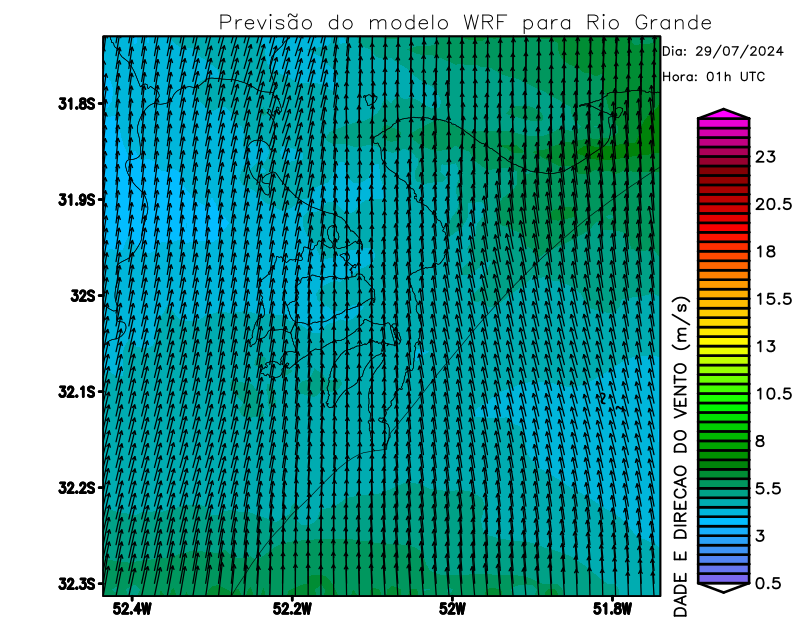 Previsão do modelo WRF para Rio Grande
Dia: 29/07/2024
Hora: 01h UTC
31.8S
31.9S
32S
32.1S
32.2S
32.3S
52.4W
52.2W
52W
51.8W
23
20.5
18
15.5
13
10.5
8
5.5
3
0.5
DADE E DIRECAO DO VENTO (m/s)